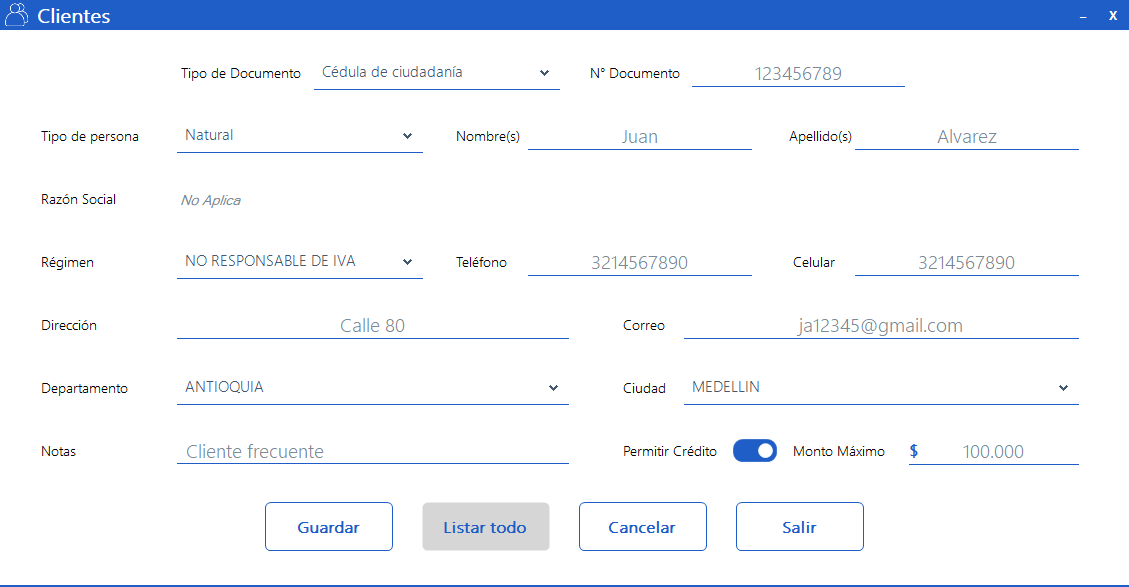 Clientes
– X
Tipo de Documento Cédula de ciudadanía N° Documento 123456789
Tipo de persona Natural Nombre(s) Juan Apellido(s) Alvarez
Razón Social No Aplica
Régimen NO RESPONSABLE DE IVA Teléfono 3214567890 Celular 3214567890
Dirección Calle 80 Correo ja12345@gmail.com
Departamento ANTIOQUIA Ciudad MEDELLIN
Notas Cliente frecuente Permitir Crédito Monto Máximo $ 100.000
Guardar Listar todo Cancelar Salir